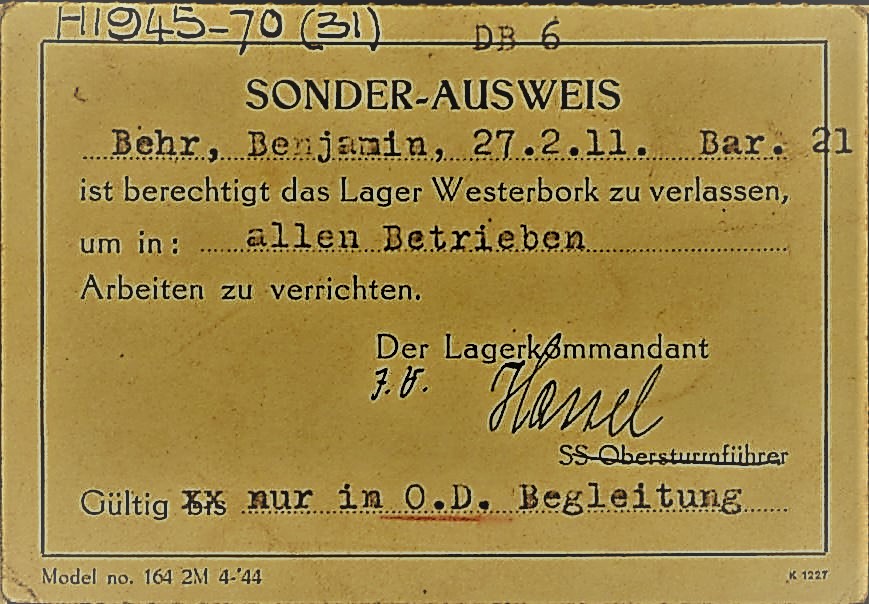 H1945-70 (31)
DB 6
SONDER-AUSWEIS
Behr, Benjamin, 27.2.11. Bar. 21
ist berechtigt das Lager Westerbork zu verlassen,
um in: allen Betrieben
Arbeiten zu verrichten.
Der Lagerkommandant
J.V. Hassel
SS-Obersturmführer
Gültig bis nur in O.D. Begleitung
Model no. 164 2M 4-'44
K 1227